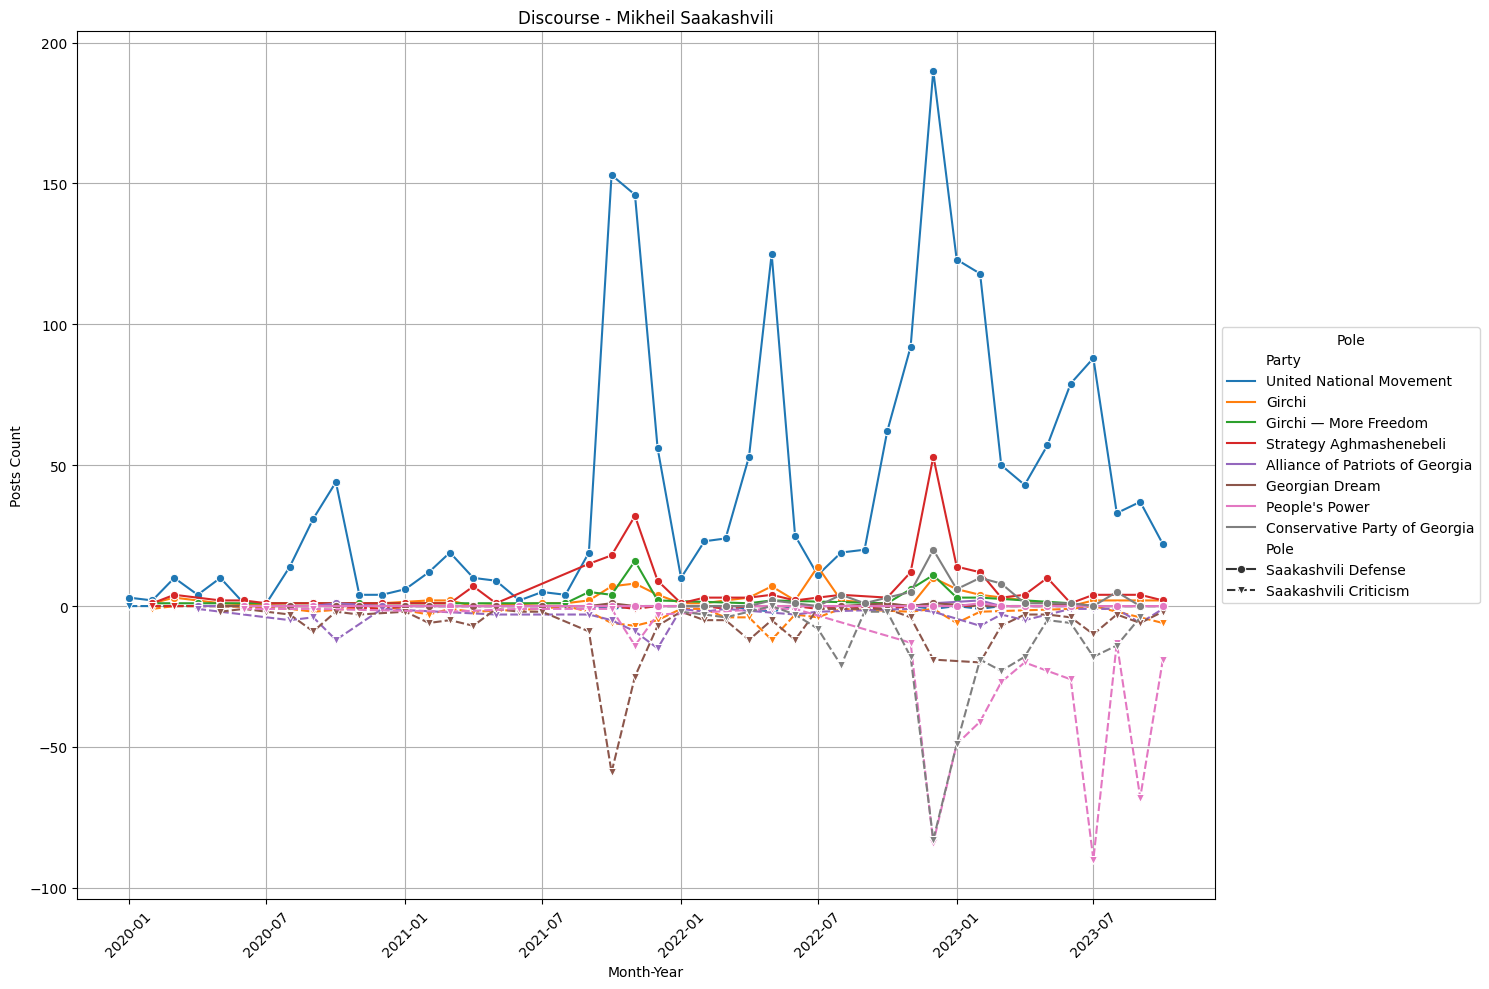 Discourse - Mikheil Saakashvili
200
150
100
50
0
−50
−100
Posts Count
2020-01
2020-07
2021-01
2021-07
2022-01
2022-07
2023-01
2023-07
Month-Year
Pole
Party
United National Movement
Girchi
Girchi — More Freedom
Strategy Aghmashenebeli
Alliance of Patriots of Georgia
Georgian Dream
People's Power
Conservative Party of Georgia
Pole
Saakashvili Defense
Saakashvili Criticism